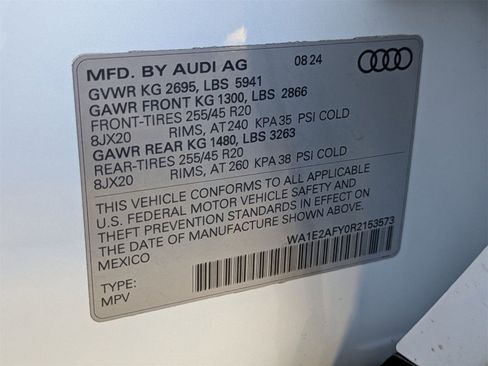 MFD. BY AUDI AG 08 24
GVWR KG 2695, LBS 5941
GAWR FRONT KG 1300, LBS 2866
FRONT-TIRES 255/45 R20
8JX20 RIMS, AT 240 KPA 35 PSI COLD
GAWR REAR KG 1480, LBS 3263
REAR-TIRES 255/45 R20
8JX20 RIMS, AT 260 KPA 38 PSI COLD
THIS VEHICLE CONFORMS TO ALL APPLICABLE
U.S. FEDERAL MOTOR VEHICLE SAFETY AND
THEFT PREVENTION STANDARDS IN EFFECT ON
THE DATE OF MANUFACTURE SHOWN ABOVE.
MEXICO
WA1E2AFY0R2153573
TYPE:
MPV